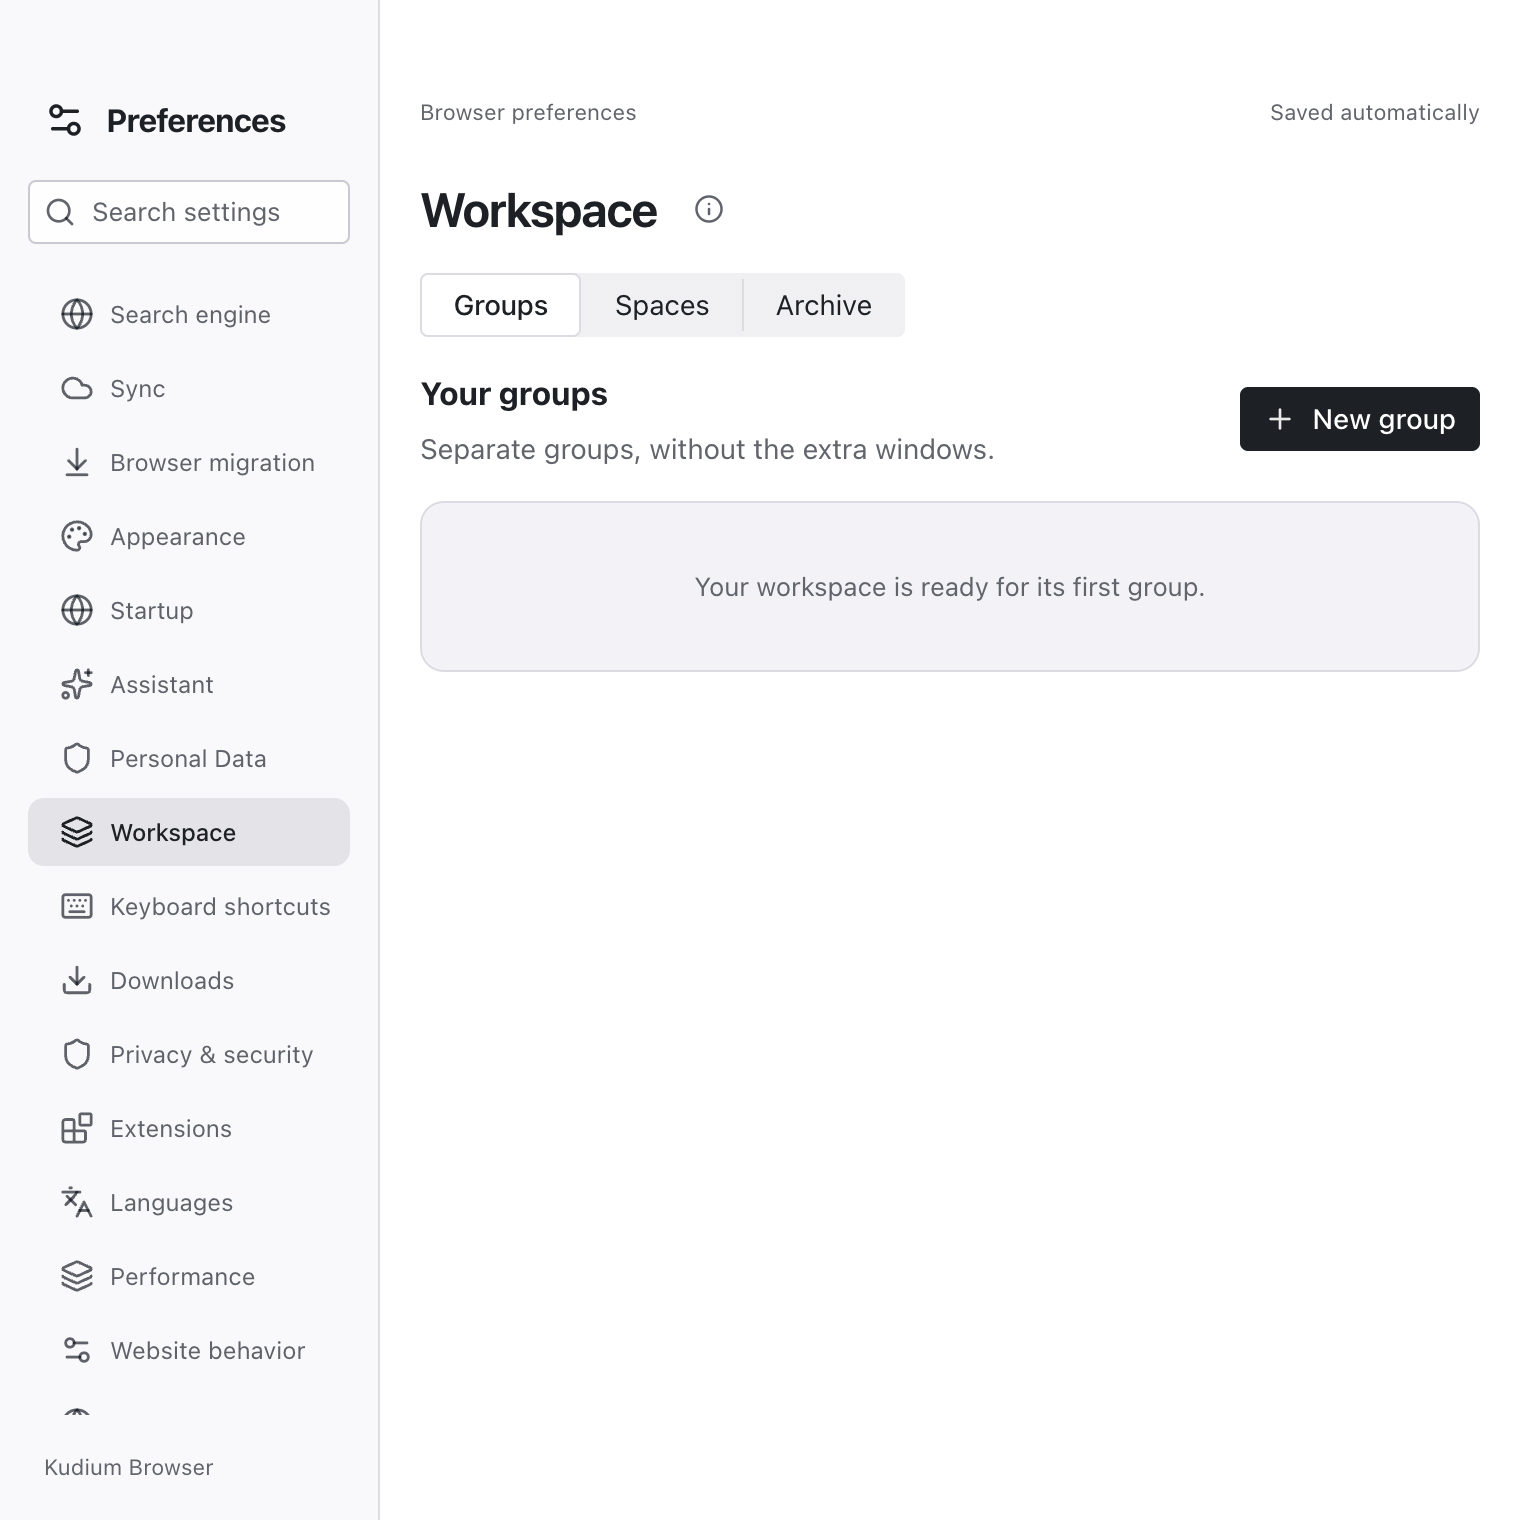 Preferences
Search settings
Search engine
Sync
Browser migration
Appearance
Startup
Assistant
Personal Data
Workspace
Keyboard shortcuts
Downloads
Privacy & security
Extensions
Languages
Performance
Website behavior
Kudium Browser
Browser preferences
Saved automatically
Workspace
Groups
Spaces
Archive
Your groups
Separate groups, without the extra windows.
New group
Your workspace is ready for its first group.